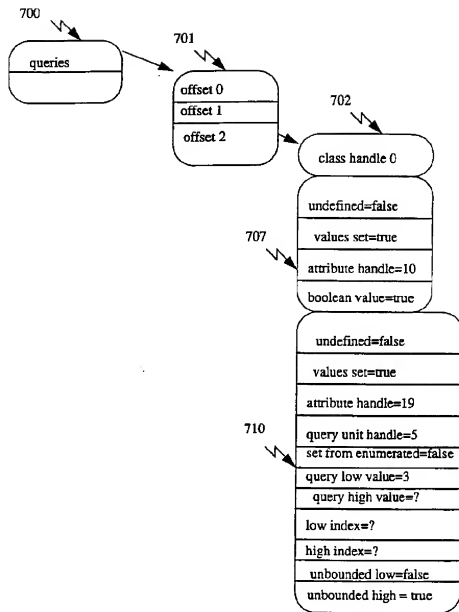 700
queries
701
offset 0
offset 1
offset 2
702
class handle 0
undefined=false
values set=true
707
attribute handle=10
boolean value=true
undefined=false
values set=true
attribute handle=19
query unit handle=5
710
set from enumerated=false
query low value=3
query high value=?
low index=?
high index=?
unbounded low=false
unbounded high = true